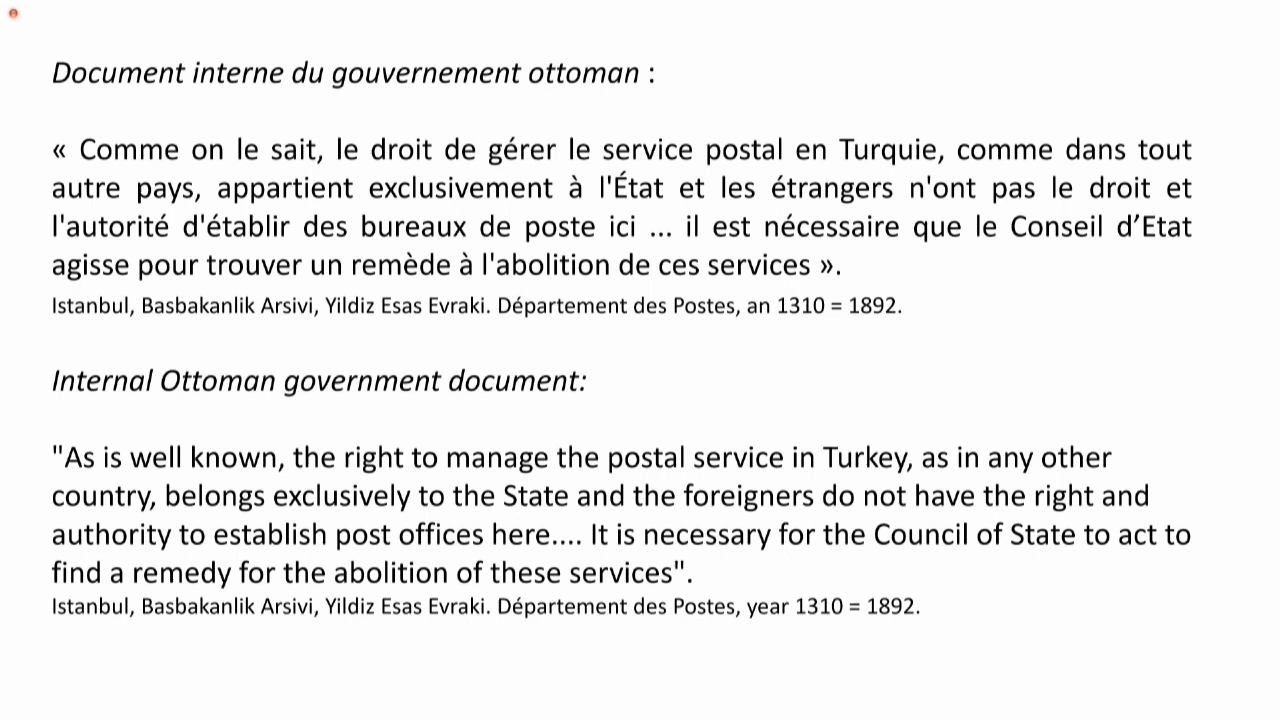 Document interne du gouvernement ottoman :
« Comme on le sait, le droit de gérer le service postal en Turquie, comme dans tout
autre pays, appartient exclusivement à l'État et les étrangers n'ont pas le droit et
l'autorité d'établir des bureaux de poste ici ... il est nécessaire que le Conseil d’Etat
agisse pour trouver un remède à l'abolition de ces services ».
Istanbul, Basbakanlik Arsivi, Yildiz Esas Evraki. Département des Postes, an 1310 = 1892.
Internal Ottoman government document:
"As is well known, the right to manage the postal service in Turkey, as in any other
country, belongs exclusively to the State and the foreigners do not have the right and
authority to establish post offices here.... It is necessary for the Council of State to act to
find a remedy for the abolition of these services".
Istanbul, Basbakanlik Arsivi, Yildiz Esas Evraki. Département des Postes, year 1310 = 1892.